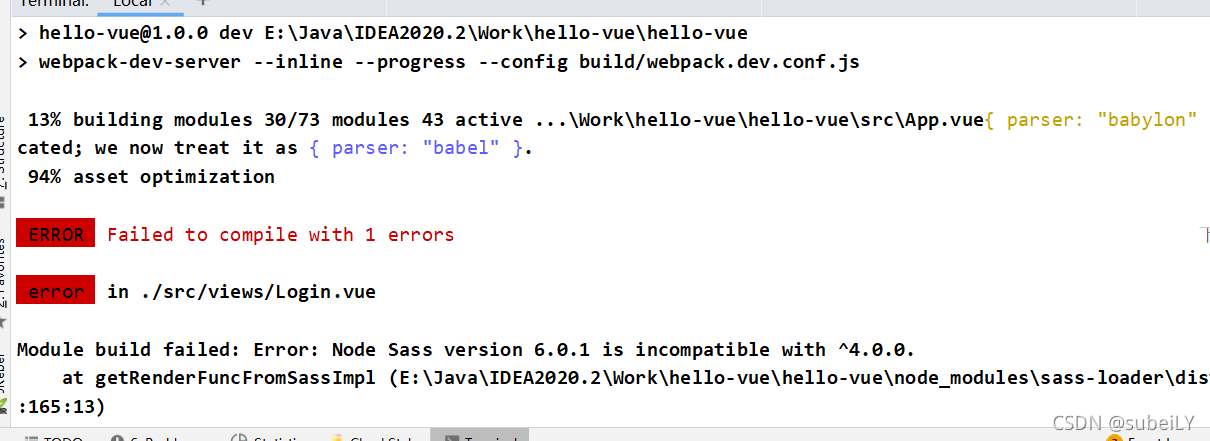 Terminal: Local × +
> hello-vue@1.0.0 dev E:\Java\IDEA2020.2\Work\hello-vue\hello-vue
> webpack-dev-server --inline --progress --config build/webpack.dev.conf.js
13% building modules 30/73 modules 43 active ...\Work\hello-vue\hello-vue\src\App.vue{ parser: "babylon"
cated; we now treat it as { parser: "babel" }.
94% asset optimization
ERROR Failed to compile with 1 errors
error in ./src/views/Login.vue
Module build failed: Error: Node Sass version 6.0.1 is incompatible with ^4.0.0.
at getRenderFuncFromSassImpl (E:\Java\IDEA2020.2\Work\hello-vue\hello-vue\node_modules\sass-loader\dis
:165:13)
Z: Structure
2: Favorites
TODO Terminal
CSDN @subeiLY